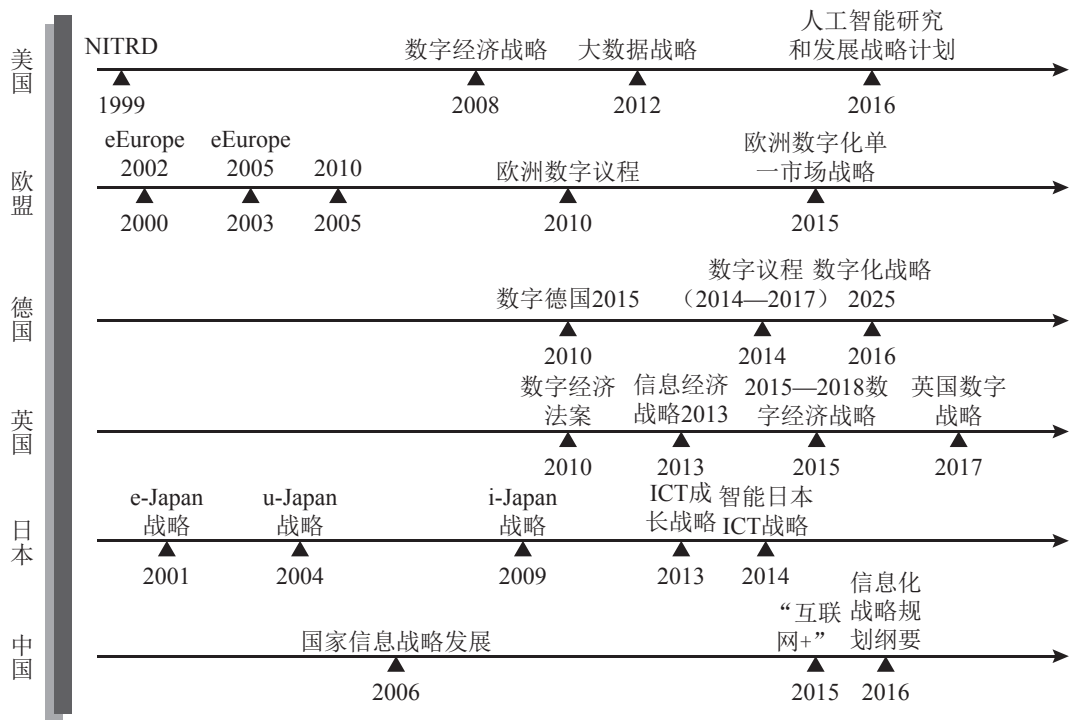 美国
NITRD
数字经济战略
大数据战略
人工智能研究
和发展战略计划
1999
2008
2012
2016
欧盟
eEurope
2002
eEurope
2005
2010
欧洲数字议程
欧洲数字化单
一市场战略
2000
2003
2005
2010
2015
德国
数字德国2015
数字议程
（2014—2017）
数字化战略
2025
2010
2014
2016
英国
数字经济
法案
信息经济
战略2013
2015—2018数
字经济战略
英国数字
战略
2010
2013
2015
2017
日本
e-Japan
战略
u-Japan
战略
i-Japan
战略
ICT成
长战略
智能日本
ICT战略
2001
2004
2009
2013
2014
中国
国家信息战略发展
“互联
网+”
信息化
战略规
划纲要
2006
2015
2016